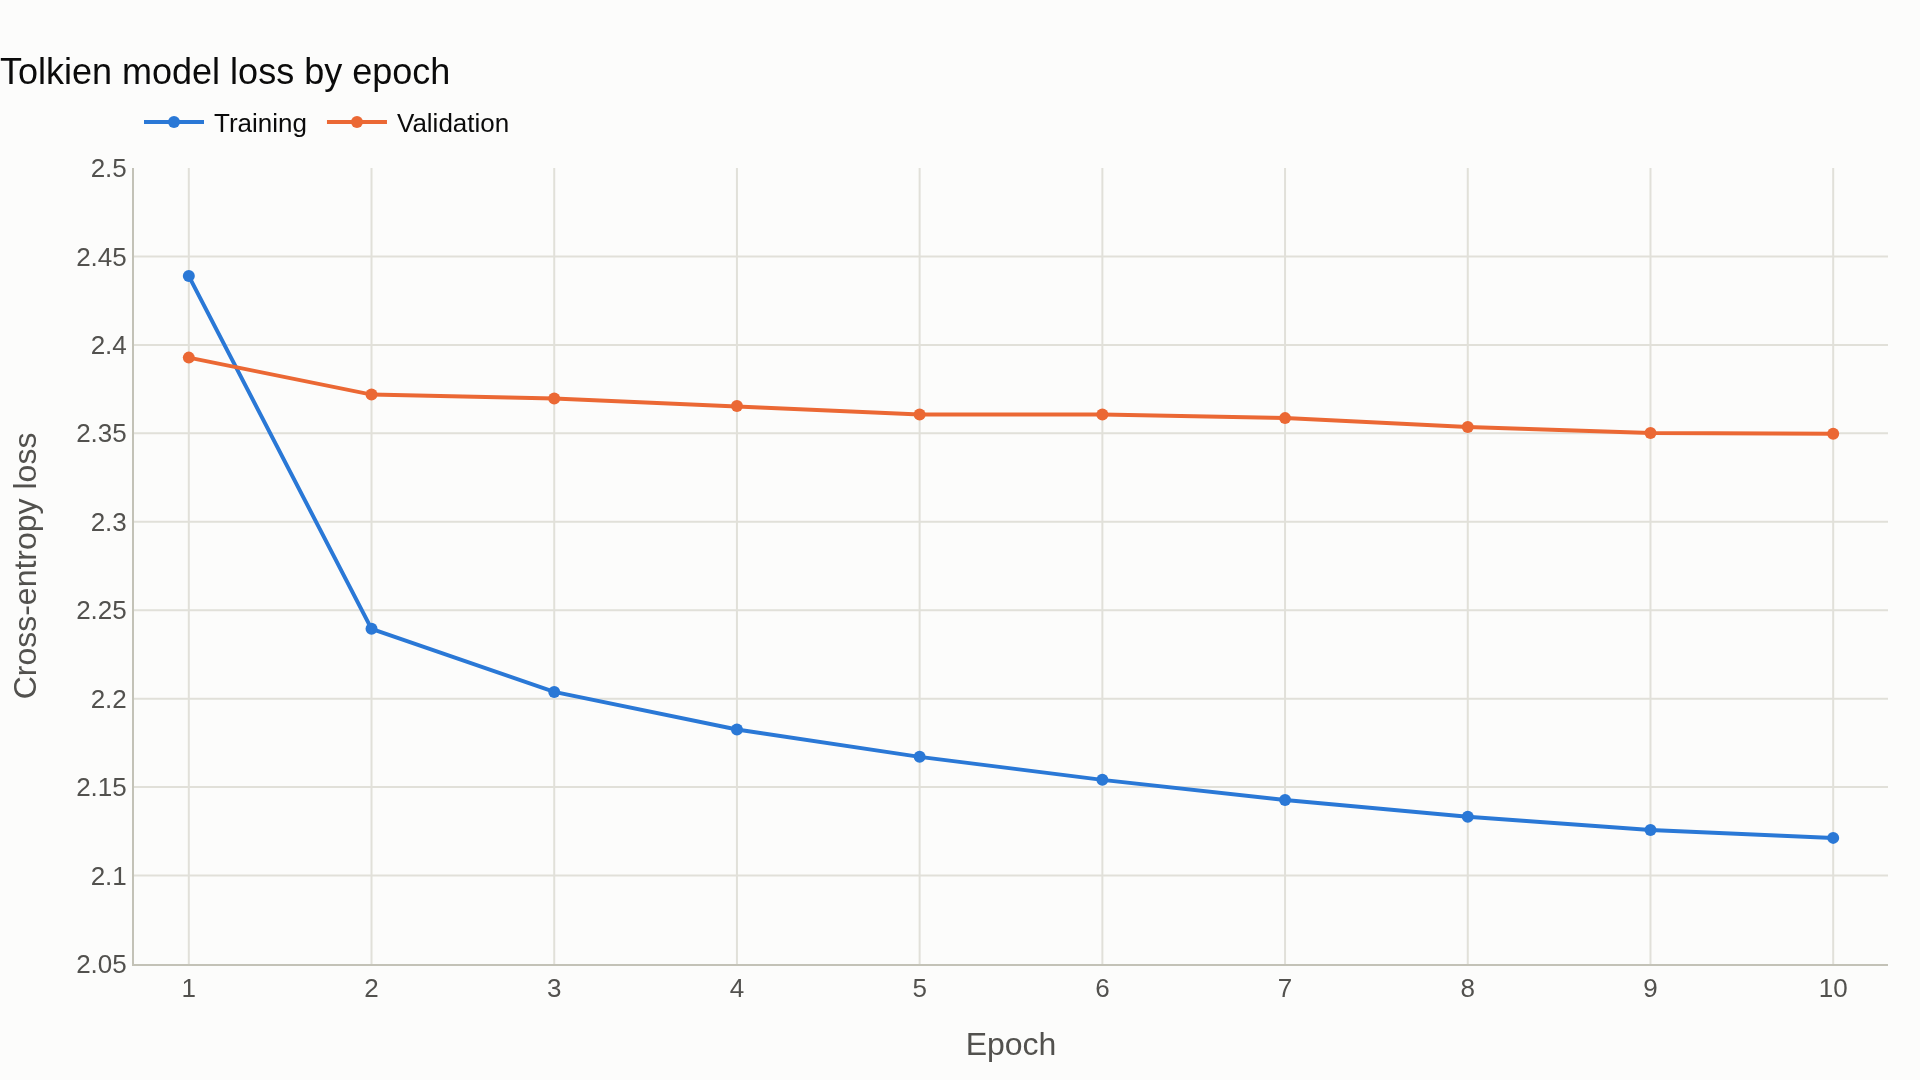 Tolkien model loss by epoch
Training Validation
2.5
2.45
2.4
2.35
2.3
2.25
2.2
2.15
2.1
2.05
Cross-entropy loss
1 2 3 4 5 6 7 8 9 10
Epoch